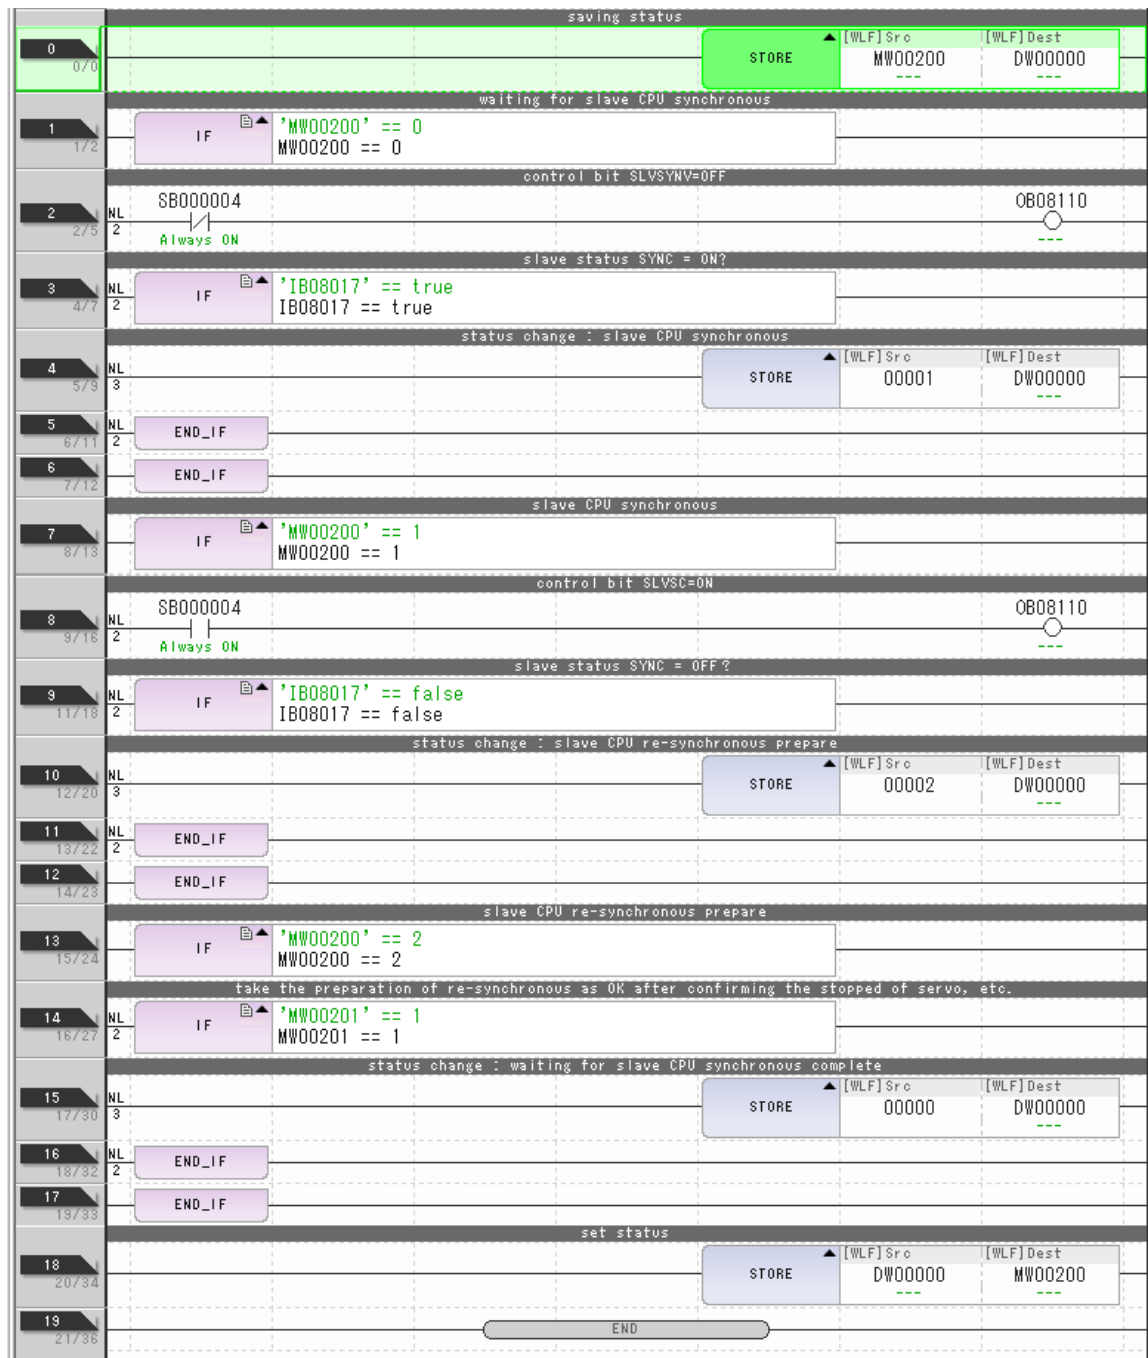 saving status
0
0/0
STORE
[WLF]Src
[WLF]Dest
MW00200
DW00000
---
---
waiting for slave CPU synchronous
1
1/2
IF
'MW00200' == 0
MW00200 == 0
control bit SLVSYNV=OFF
2
2/5
NL
2
SB000004
Always ON
OB08110
---
slave status SYNC = ON?
3
4/7
NL
2
IF
'IB08017' == true
IB08017 == true
status change : slave CPU synchronous
4
5/9
NL
3
STORE
[WLF]Src
[WLF]Dest
00001
DW00000
---
5
6/11
NL
2
END_IF
6
7/12
END_IF
slave CPU synchronous
7
8/13
IF
'MW00200' == 1
MW00200 == 1
control bit SLVSC=ON
8
9/16
NL
2
SB000004
Always ON
OB08110
---
slave status SYNC = OFF?
9
11/18
NL
2
IF
'IB08017' == false
IB08017 == false
status change : slave CPU re-synchronous prepare
10
12/20
NL
3
STORE
[WLF]Src
[WLF]Dest
00002
DW00000
---
11
13/22
NL
2
END_IF
12
14/23
END_IF
slave CPU re-synchronous prepare
13
15/24
IF
'MW00200' == 2
MW00200 == 2
take the preparation of re-synchronous as OK after confirming the stopped of servo, etc.
14
16/27
NL
2
IF
'MW00201' == 1
MW00201 == 1
status change : waiting for slave CPU synchronous complete
15
17/30
NL
3
STORE
[WLF]Src
[WLF]Dest
00000
DW00000
---
16
18/32
NL
2
END_IF
17
19/33
END_IF
set status
18
20/34
STORE
[WLF]Src
[WLF]Dest
DW00000
MW00200
---
---
19
21/36
END